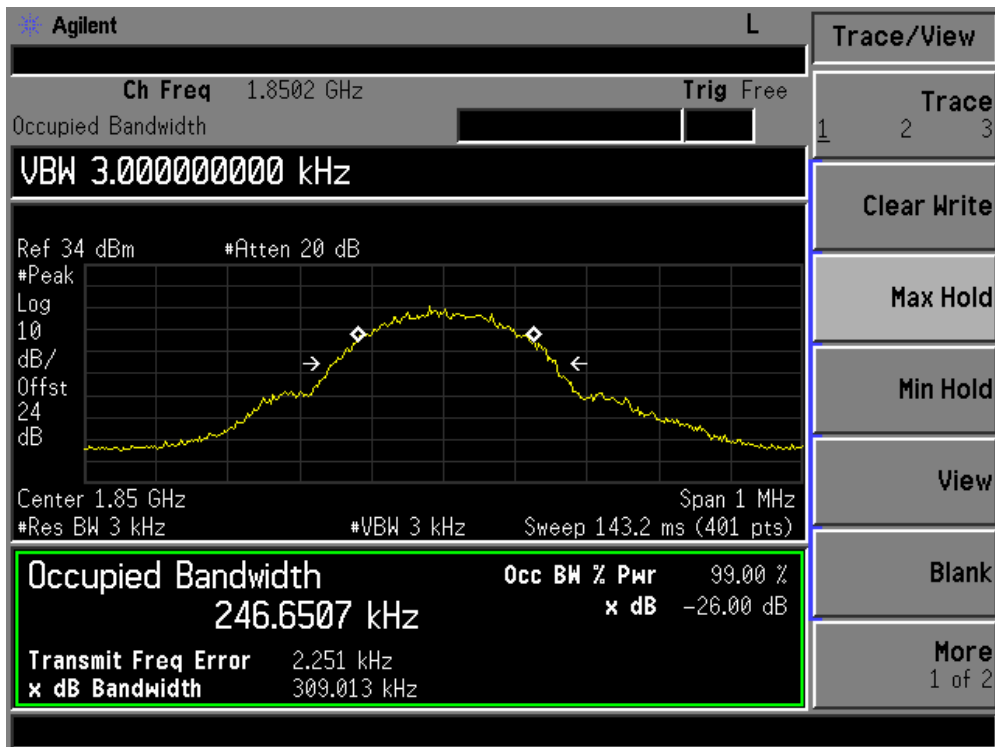 Agilent L
Ch Freq 1.8502 GHz Trig Free
Occupied Bandwidth
VBW 3.000000000 kHz
Ref 34 dBm #Atten 20 dB
#Peak
Log
10
dB/
Offst
24
dB
Center 1.85 GHz Span 1 MHz
#Res BW 3 kHz #VBW 3 kHz Sweep 143.2 ms (401 pts)
Occupied Bandwidth
246.6507 kHz
Occ BW % Pwr 99.00 %
x dB -26.00 dB
Transmit Freq Error 2.251 kHz
x dB Bandwidth 309.013 kHz
Trace/View
Trace
1 2 3
Clear Write
Max Hold
Min Hold
View
Blank
More
1 of 2